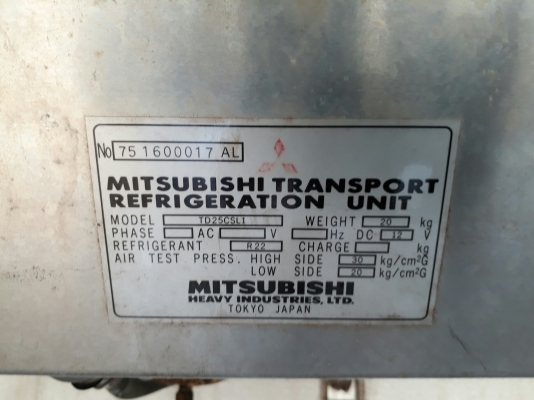 No 75 1600017 AL
MITSUBISHI TRANSPORT
REFRIGERATION UNIT
MODEL TD25CSL1 WEIGHT 20 kg
PHASE AC V Hz DC 12 V
REFRIGERANT R22 CHARGE kg
AIR TEST PRESS. HIGH SIDE 30 kg/cm²G
LOW SIDE 20 kg/cm²G
MITSUBISHI
HEAVY INDUSTRIES, LTD.
TOKYO JAPAN